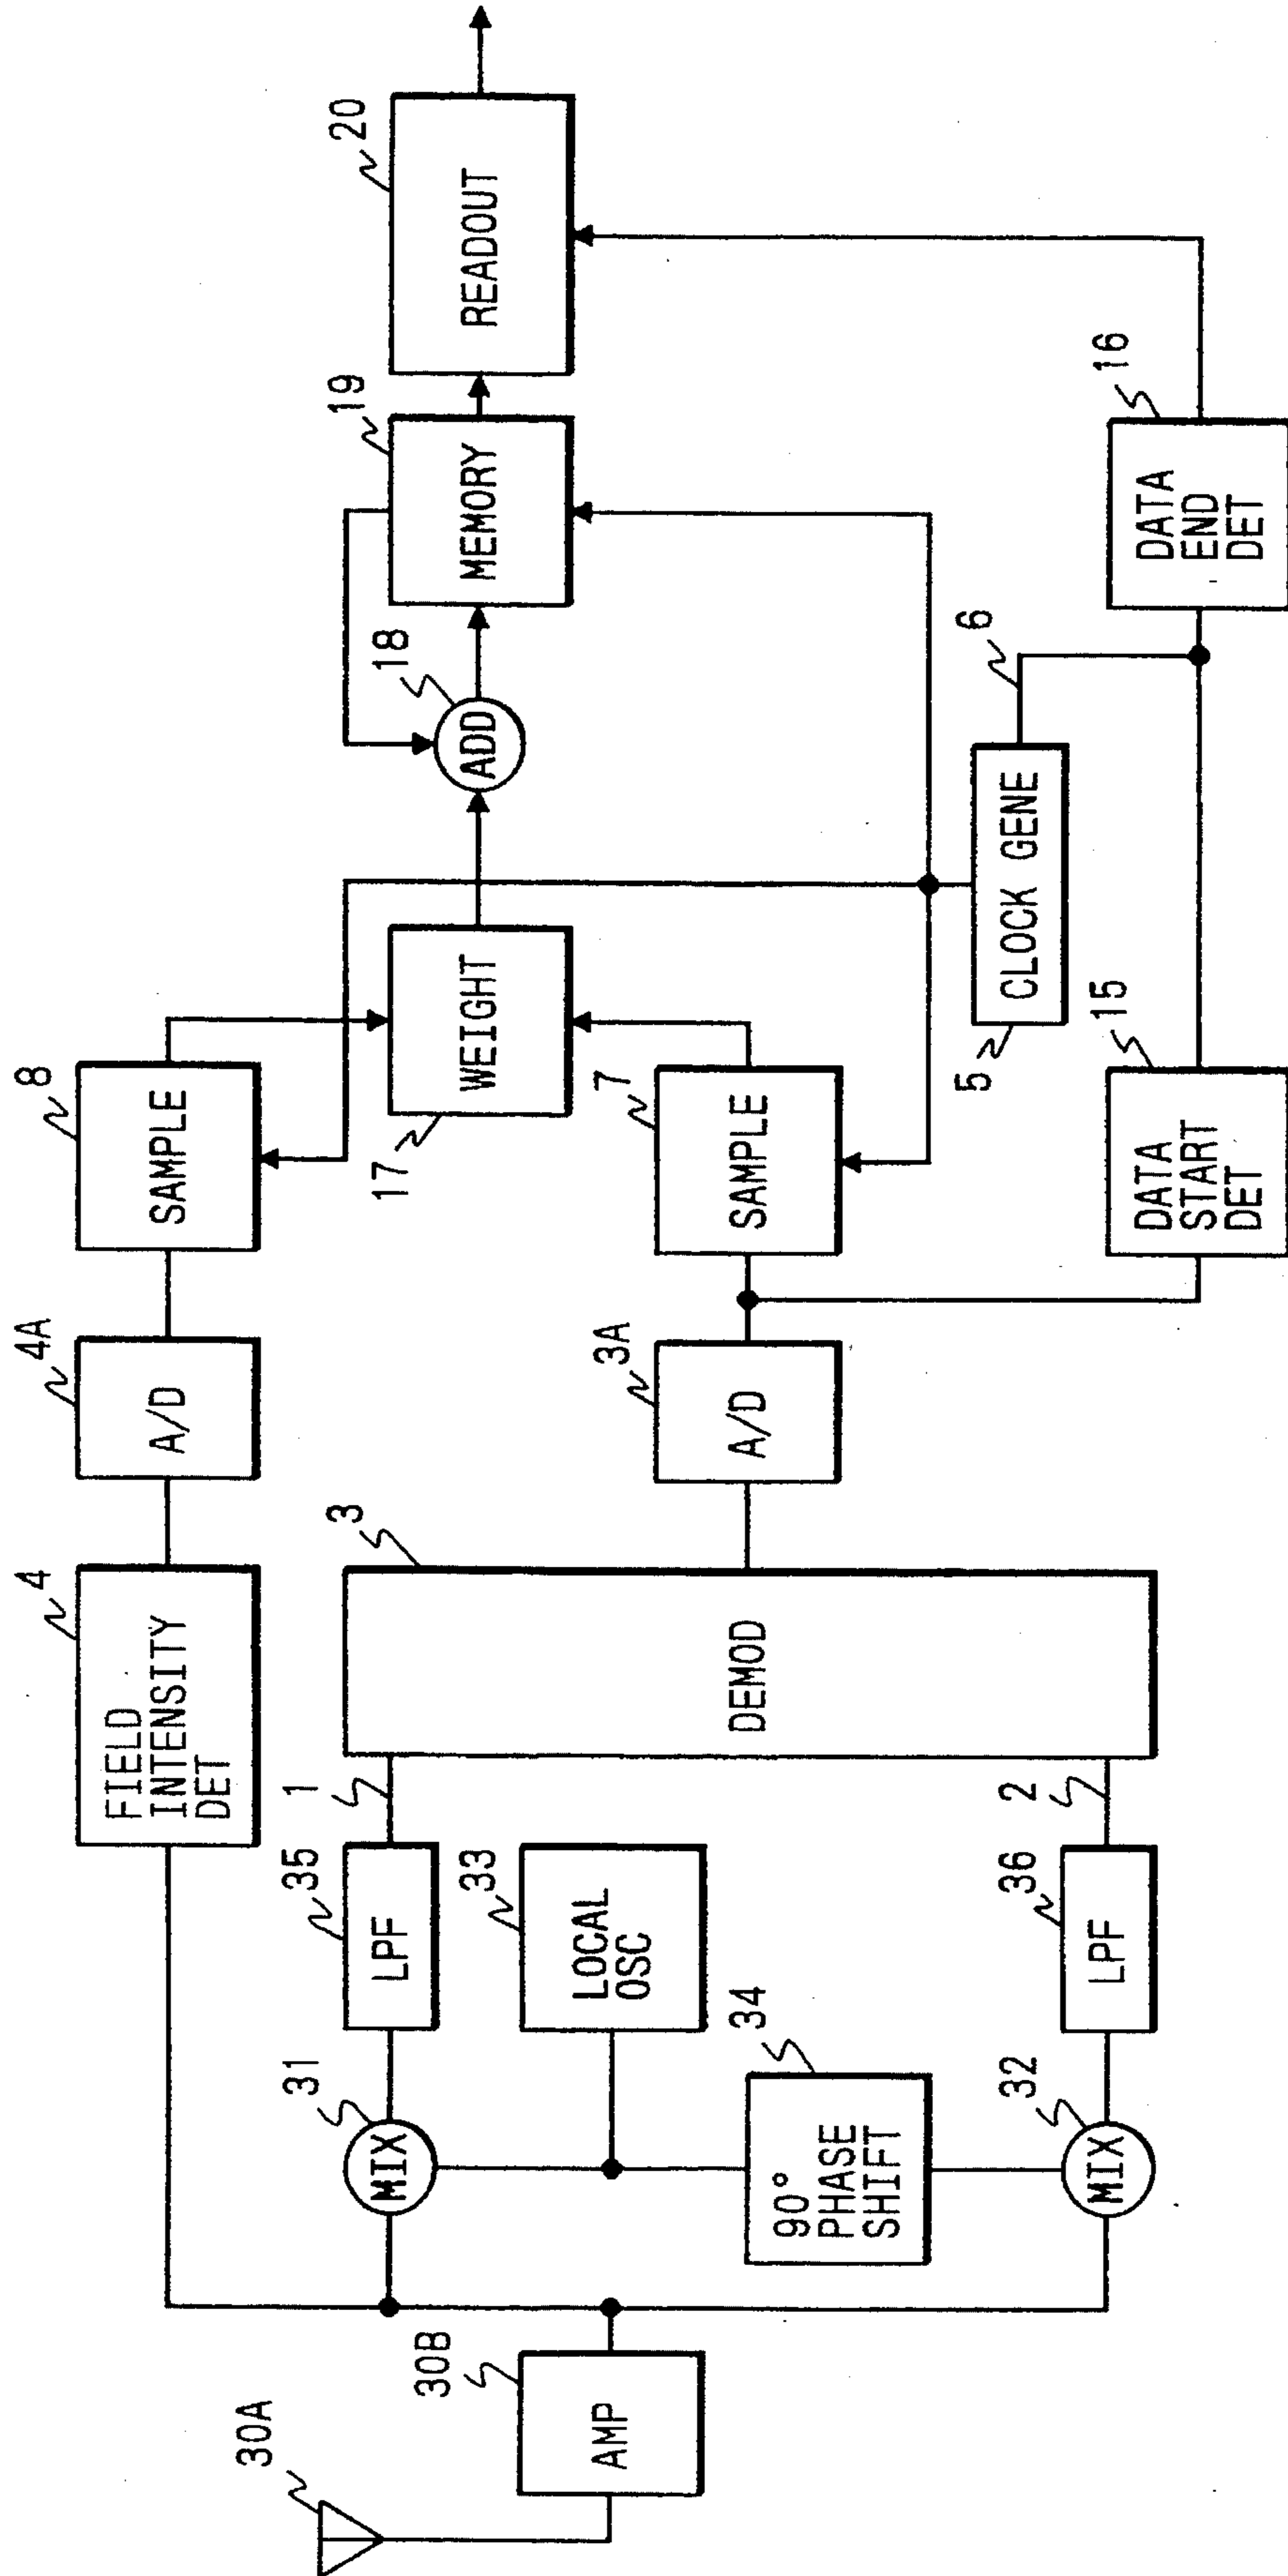 30A
30B
AMP
4
FIELD
INTENSITY
DET
4A
A/D
8
SAMPLE
31
MIX
35
LPF
1
33
LOCAL
OSC
34
90°
PHASE
SHIFT
32
MIX
36
LPF
2
3
DEMOD
3A
A/D
7
SAMPLE
17
WEIGHT
18
ADD
19
MEMORY
20
READOUT
5
CLOCK GENE
6
15
DATA
START
DET
16
DATA
END
DET